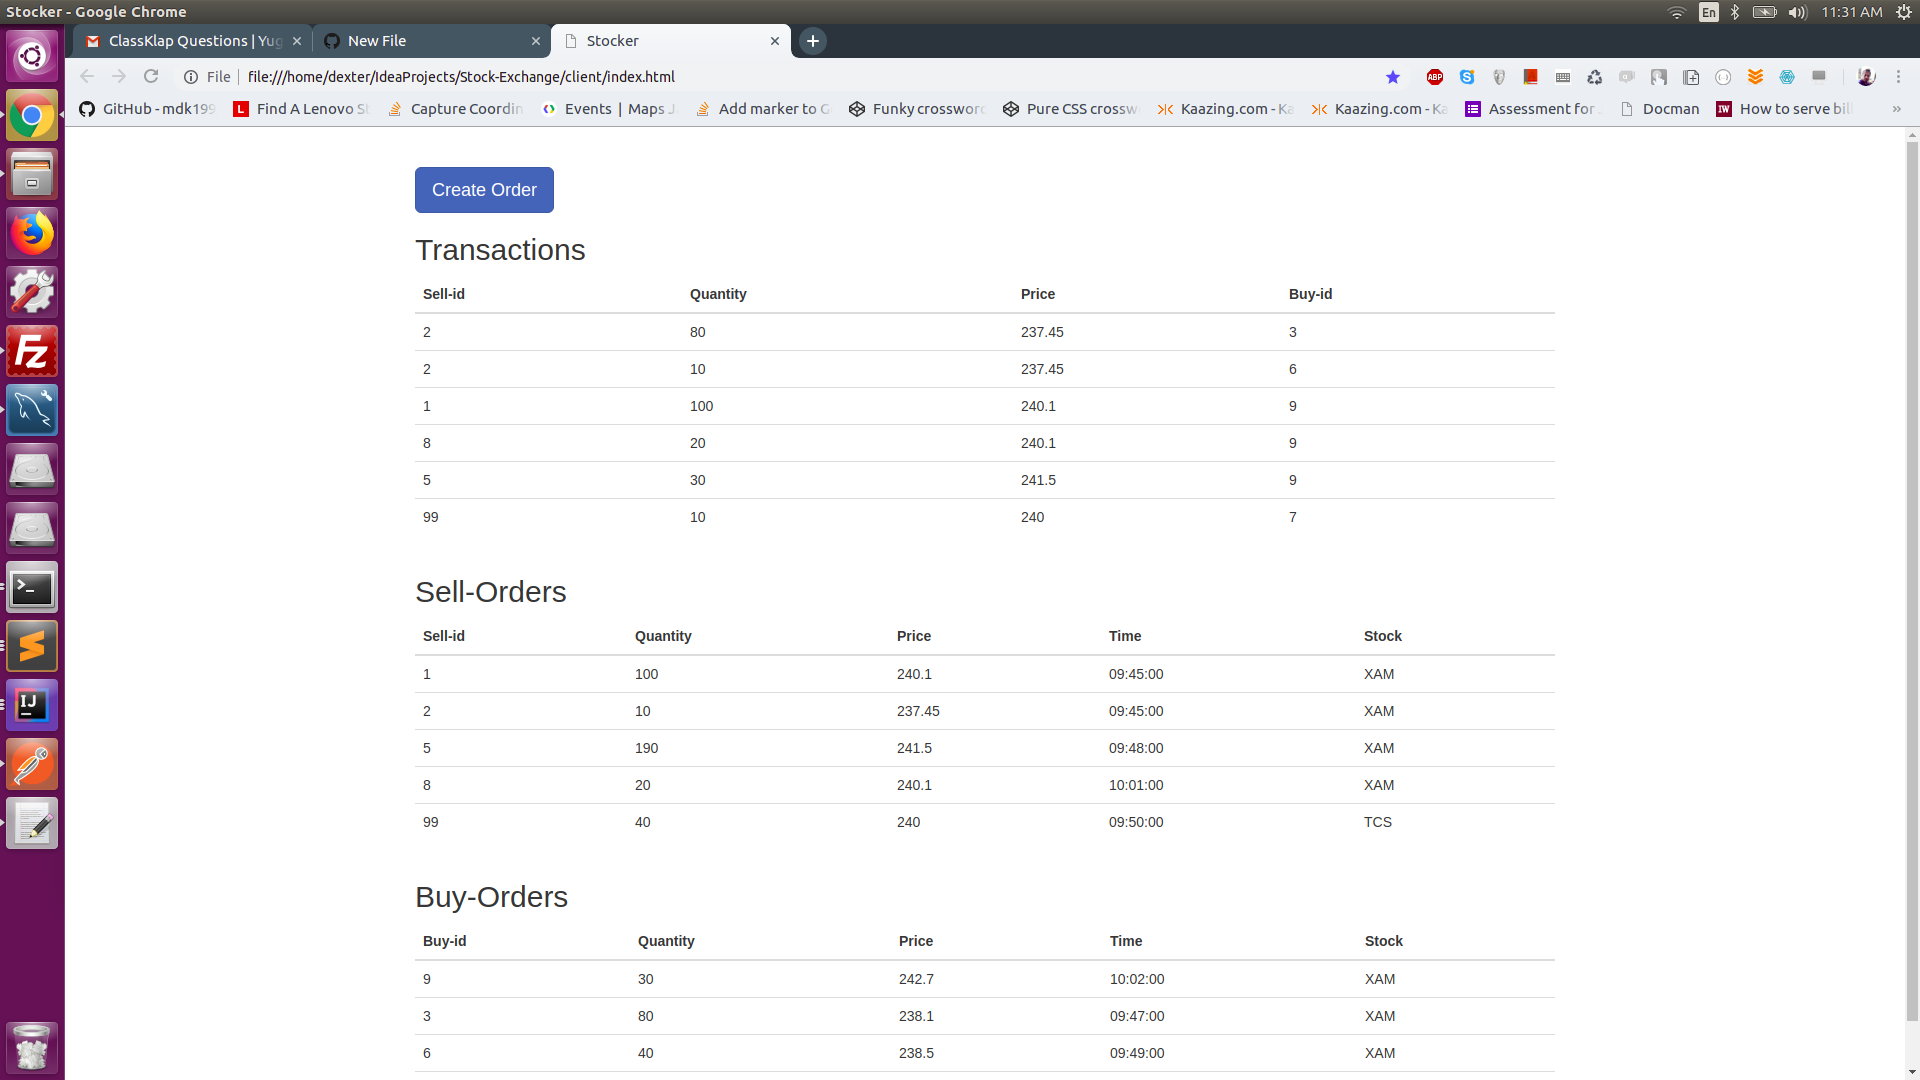 Stocker - Google Chrome
En
11:31 AM
ClassKlap Questions | Yug
New File
Stocker
File
file:///home/dexter/IdeaProjects/Stock-Exchange/client/index.html
ABP
GitHub - mdk199
Find A Lenovo St
Capture Coordin
Events | Maps J
Add marker to G
Funky crossword
Pure CSS crossw
Kaazing.com - Ka
Kaazing.com - Ka
Assessment for
Docman
How to serve bil
Create Order
Transactions
Sell-id Quantity Price Buy-id
2 80 237.45 3
2 10 237.45 6
1 100 240.1 9
8 20 240.1 9
5 30 241.5 9
99 10 240 7
Sell-Orders
Sell-id Quantity Price Time Stock
1 100 240.1 09:45:00 XAM
2 10 237.45 09:45:00 XAM
5 190 241.5 09:48:00 XAM
8 20 240.1 10:01:00 XAM
99 40 240 09:50:00 TCS
Buy-Orders
Buy-id Quantity Price Time Stock
9 30 242.7 10:02:00 XAM
3 80 238.1 09:47:00 XAM
6 40 238.5 09:49:00 XAM